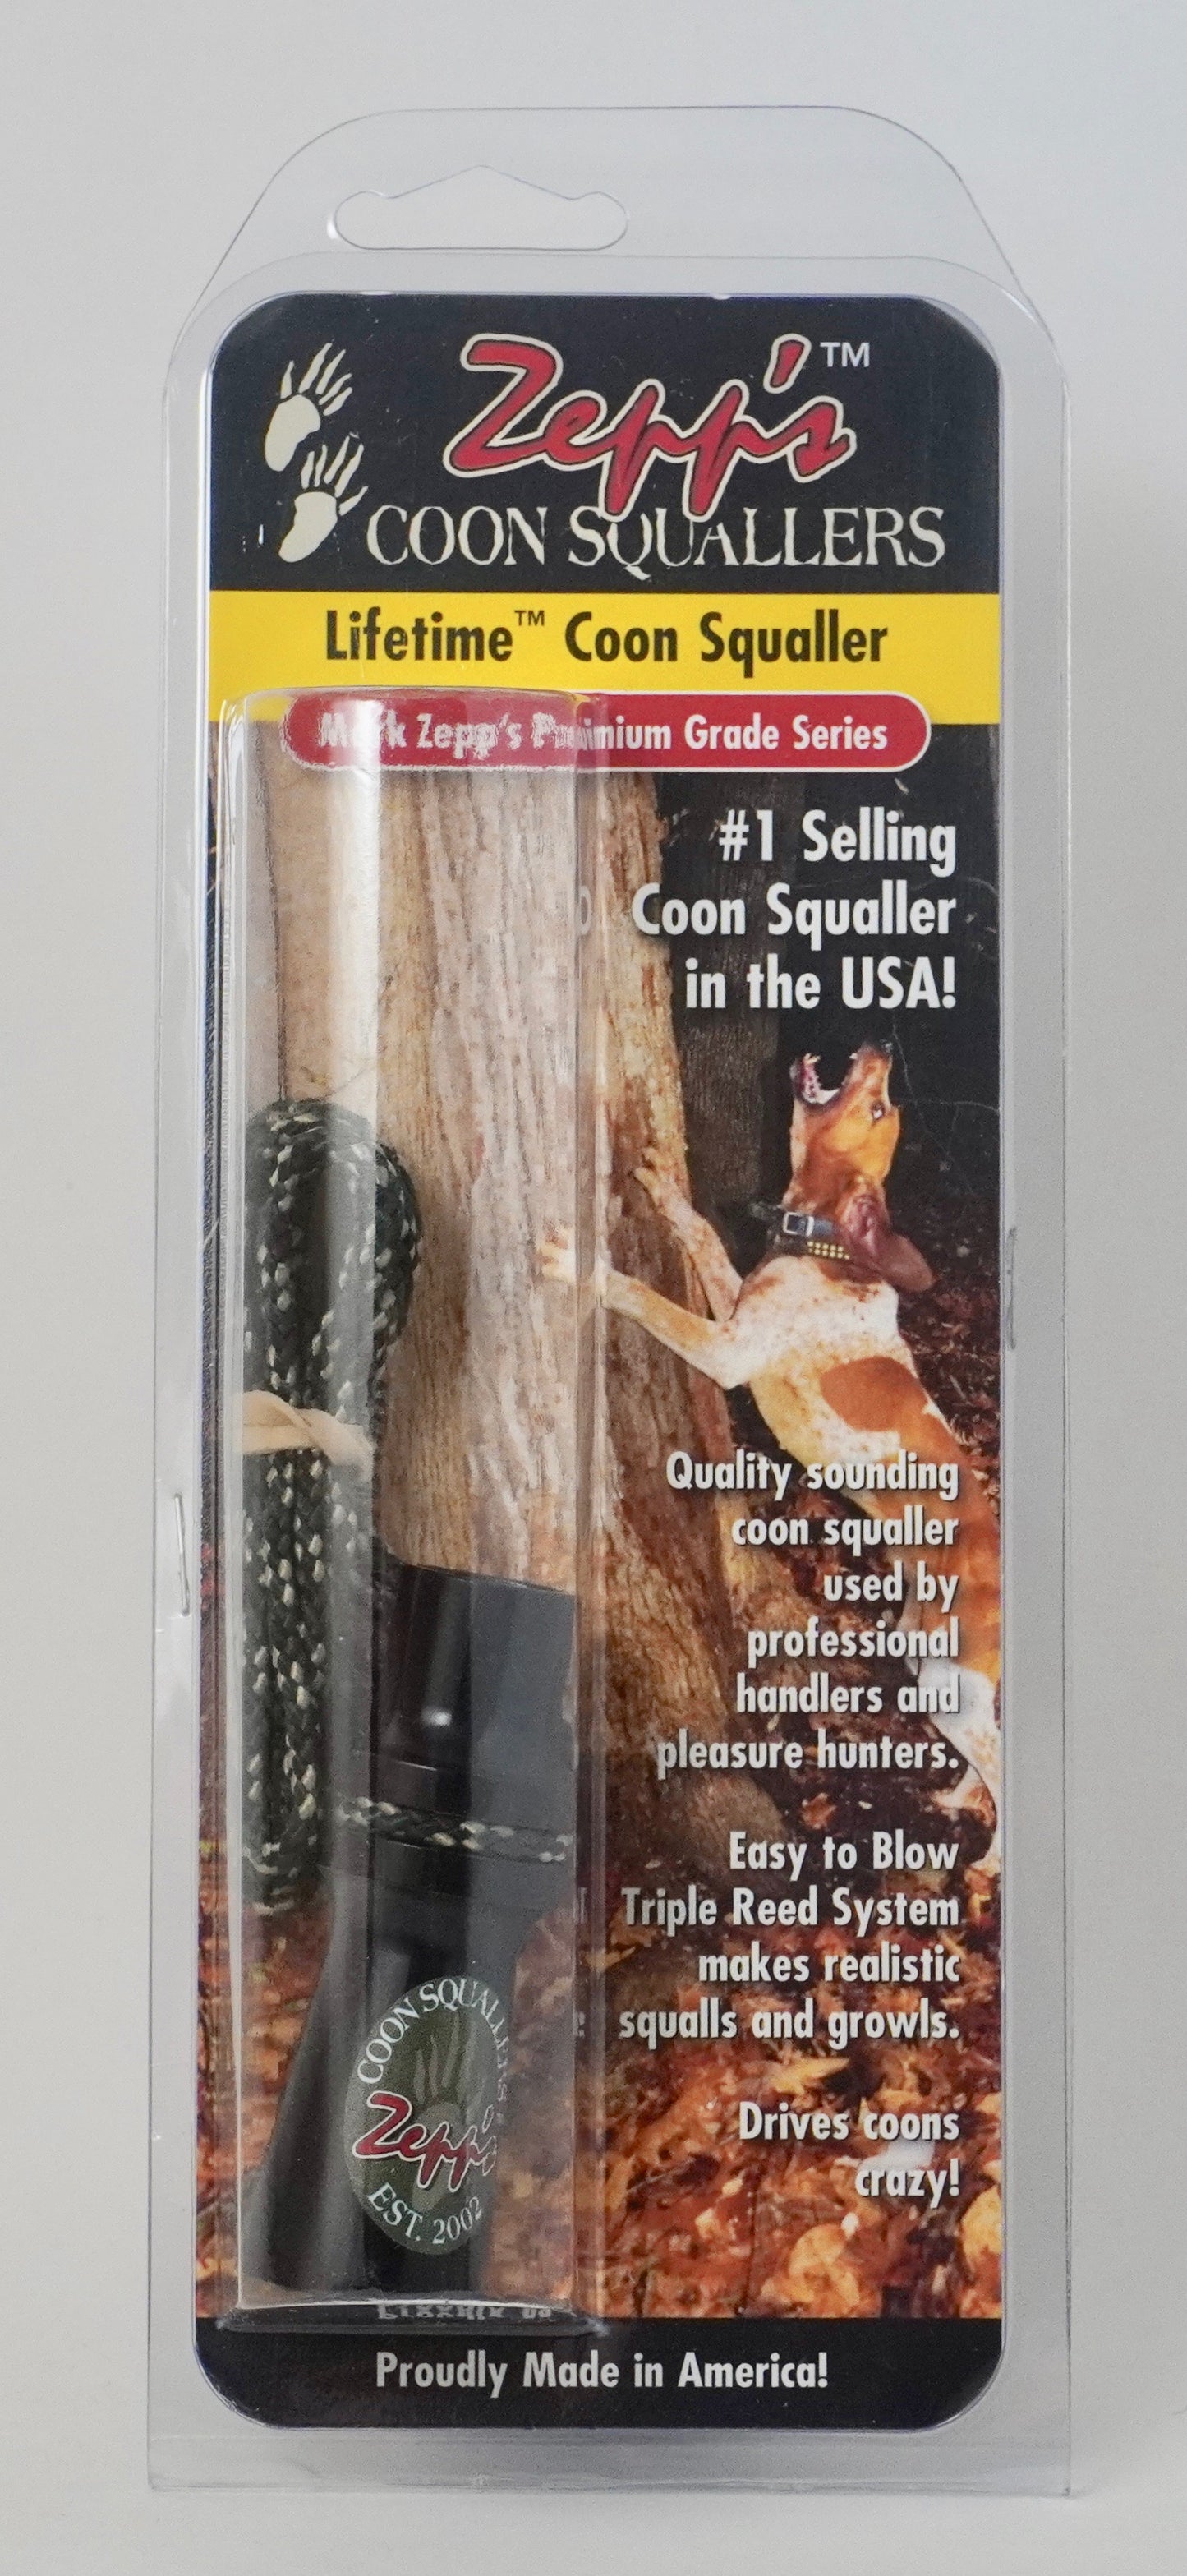 Zepp's™
COON SQUALLERS
Lifetime™ Coon Squaller
Mark Zepp's Premium Grade Series
#1 Selling
Coon Squaller
in the USA!
Quality sounding
coon squaller
used by
professional
handlers and
pleasure hunters.
Easy to Blow
Triple Reed System
makes realistic
squalls and growls.
Drives coons
crazy!
COON SQUALLERS
Zepp's
EST. 2002
Proudly Made in America!